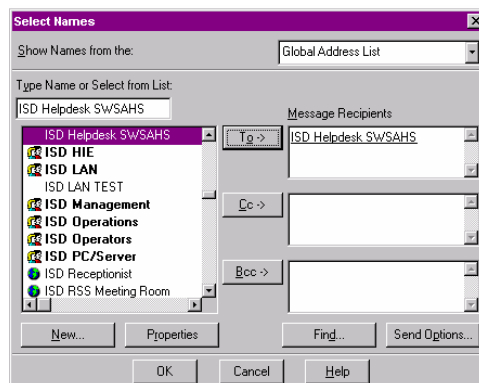 Select Names
Show Names from the:
Global Address List
Type Name or Select from List:
ISD Helpdesk SWSAHS
Message Recipients
ISD Helpdesk SWSAHS
ISD HIE
ISD LAN
ISD LAN TEST
ISD Management
ISD Operations
ISD Operators
ISD PC/Server
ISD Receptionist
ISD RSS Meeting Room
To ->
ISD Helpdesk SWSAHS
Cc ->
Bcc ->
New...
Properties
Find...
Send Options...
OK
Cancel
Help